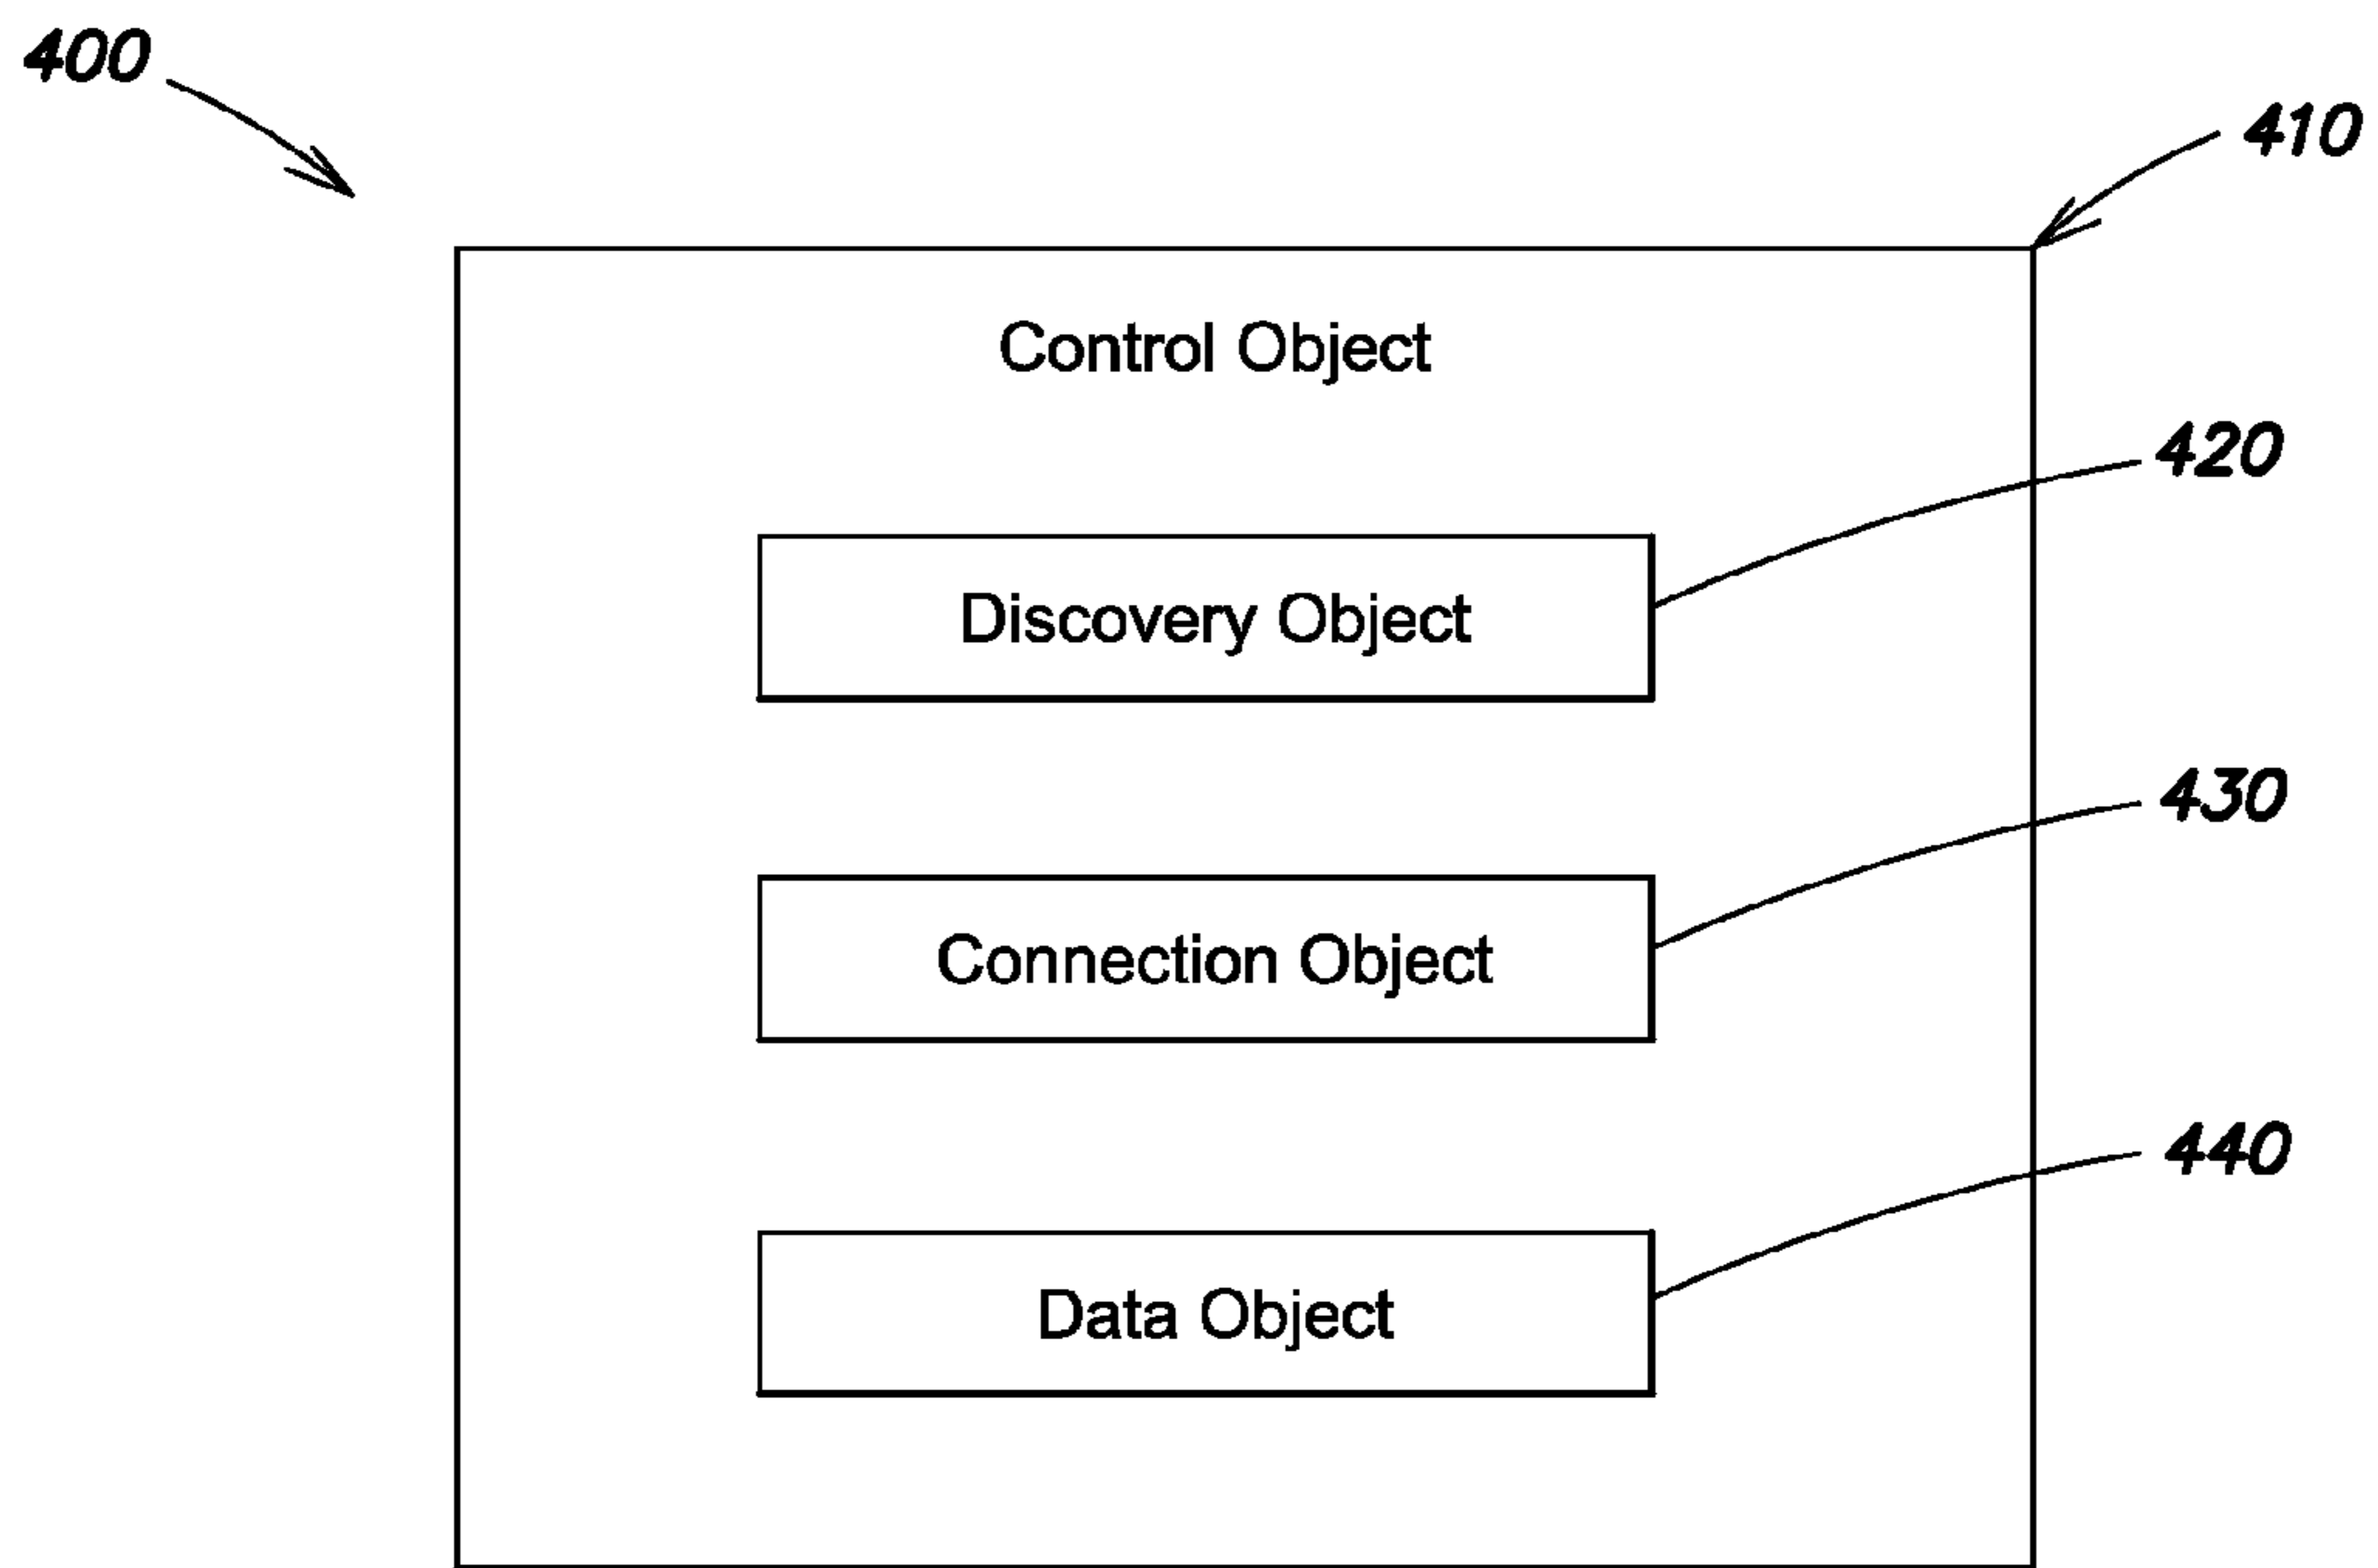 400
410
Control Object
420
Discovery Object
430
Connection Object
440
Data Object